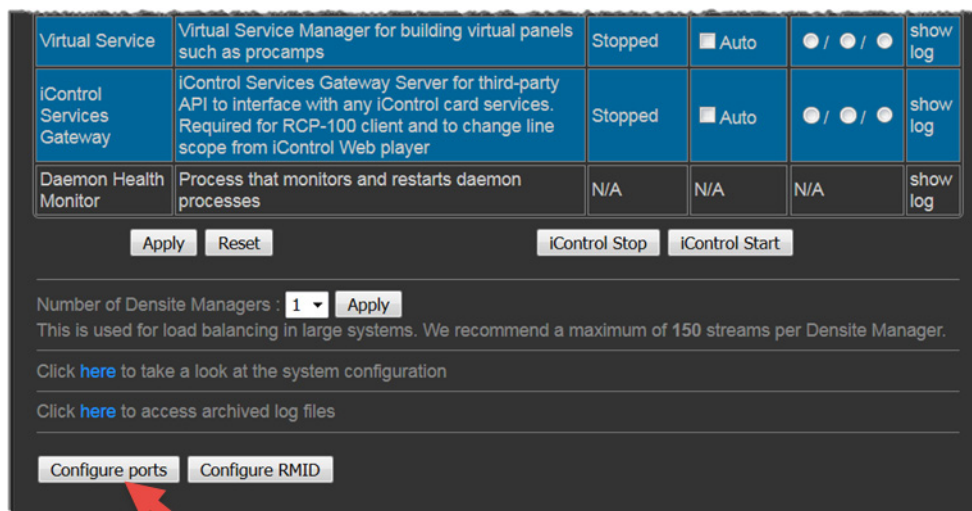 Virtual Service
Virtual Service Manager for building virtual panels
such as procamps
Stopped
Auto
/ /
show
log
iControl
Services
Gateway
iControl Services Gateway Server for third-party
API to interface with any iControl card services.
Required for RCP-100 client and to change line
scope from iControl Web player
Stopped
Auto
/ /
show
log
Daemon Health
Monitor
Process that monitors and restarts daemon
processes
N/A
N/A
N/A
show
log
Apply
Reset
iControl Stop
iControl Start
Number of Densite Managers : 1
Apply
This is used for load balancing in large systems. We recommend a maximum of 150 streams per Densite Manager.
Click here to take a look at the system configuration
Click here to access archived log files
Configure ports
Configure RMID